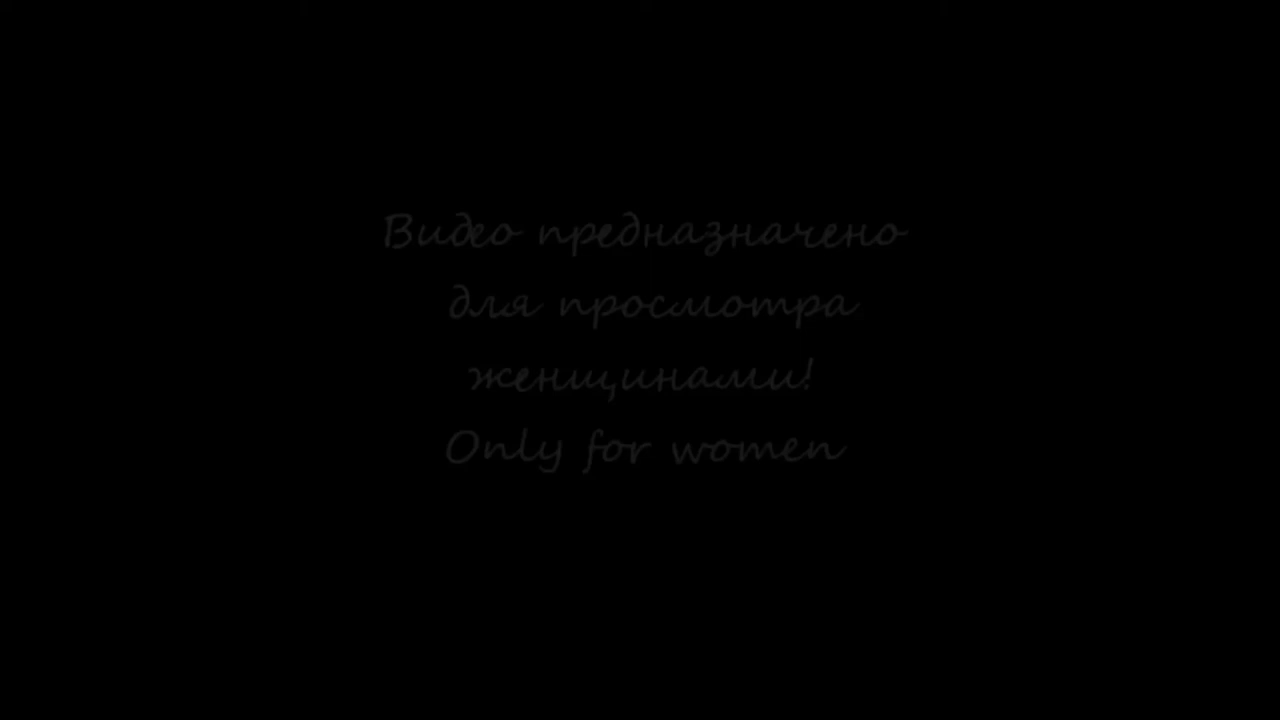 Видео предназначено
для просмотра
женщинами!
Only for women